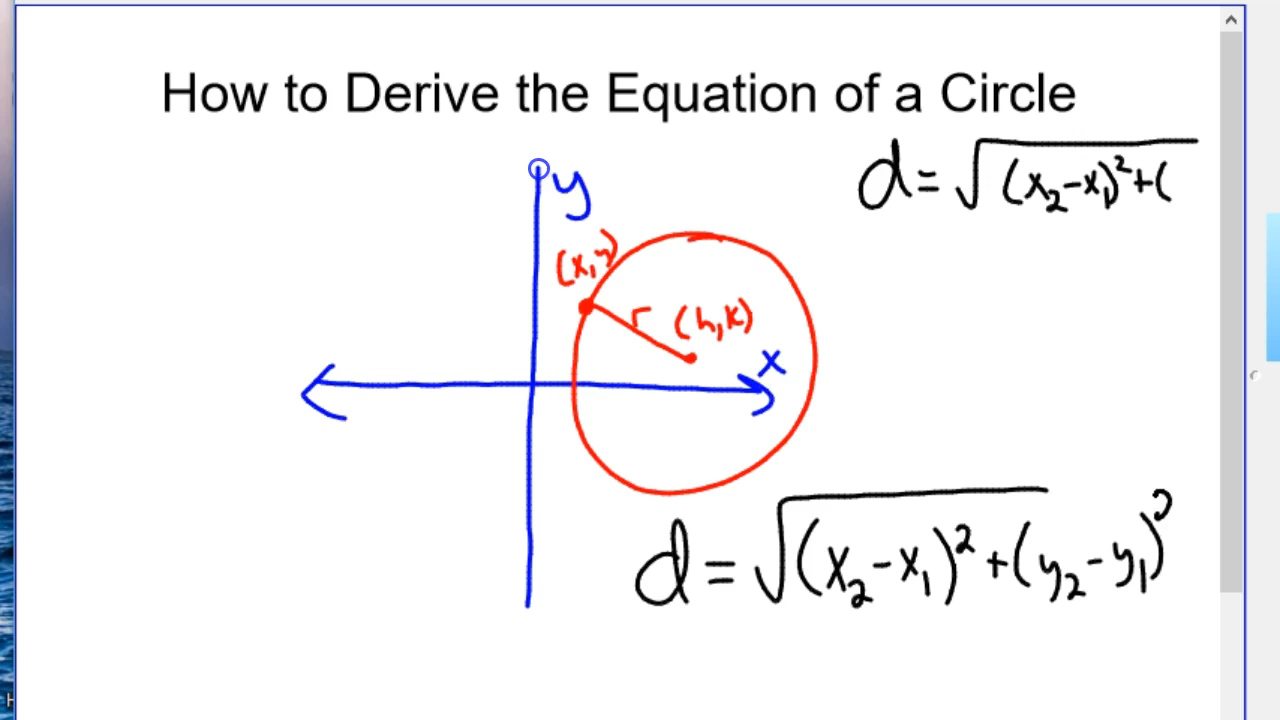 How to Derive the Equation of a Circle
d = √(x₂-x₁)²+(
y
(x,y)
r (h,k)
x
d = √(x₂-x₁)²+(y₂-y₁)²
H